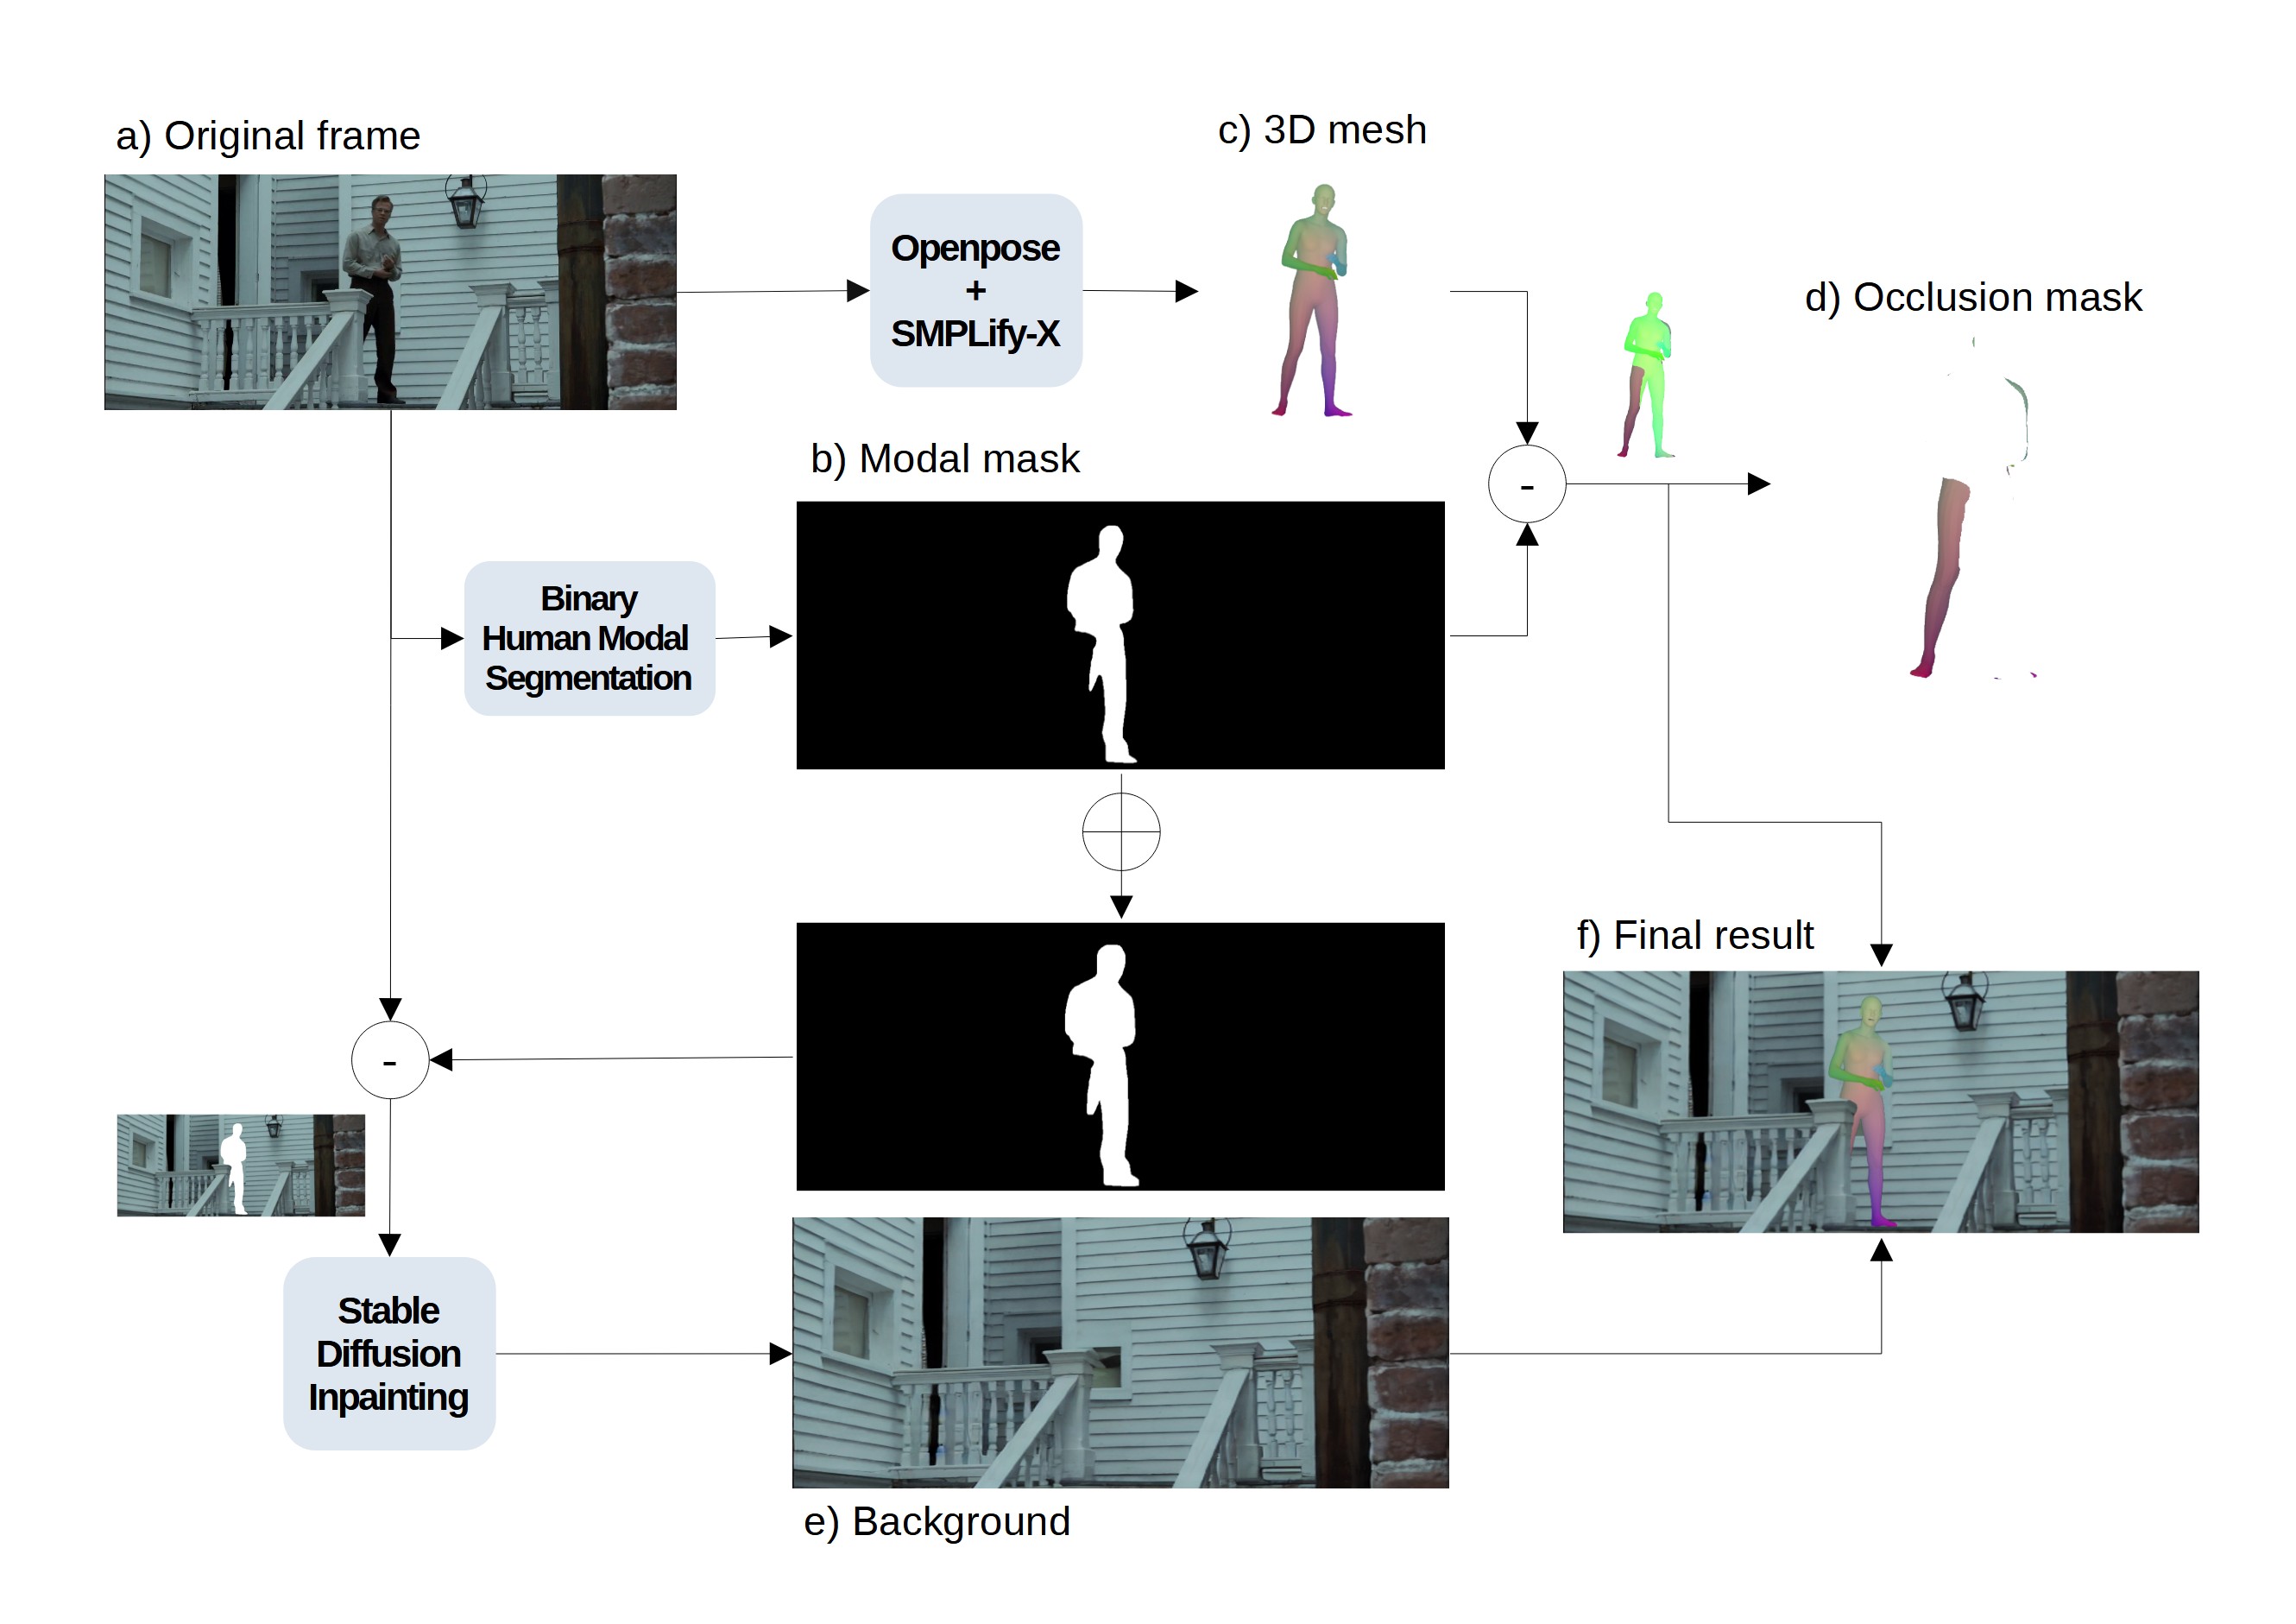 a) Original frame
c) 3D mesh
Openpose
+
SMPLify-X
d) Occlusion mask
b) Modal mask
-
Binary
Human Modal
Segmentation
f) Final result
-
Stable
Diffusion
Inpainting
e) Background